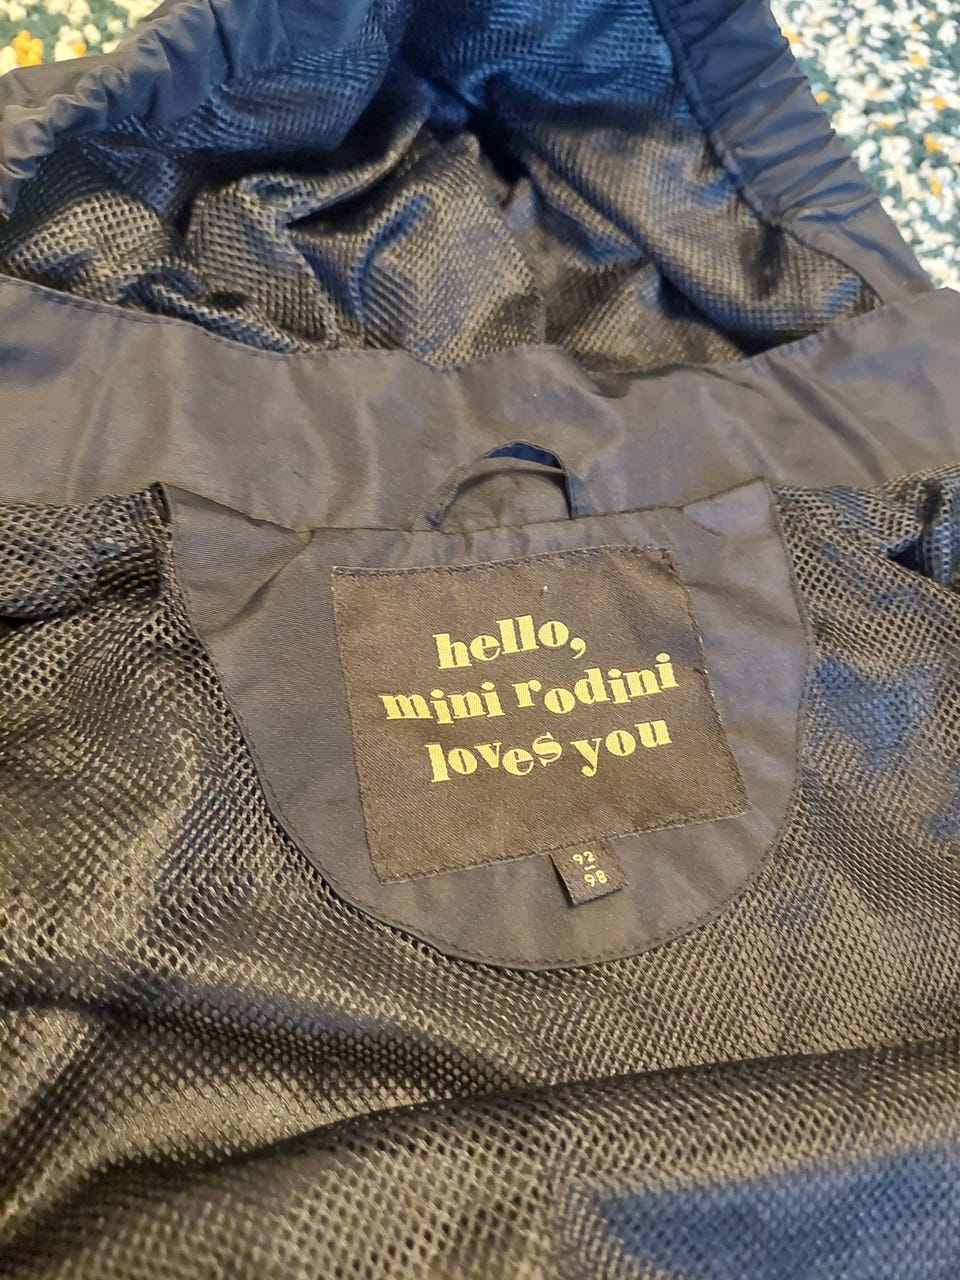 hello,
mini rodini
loves you
92
98